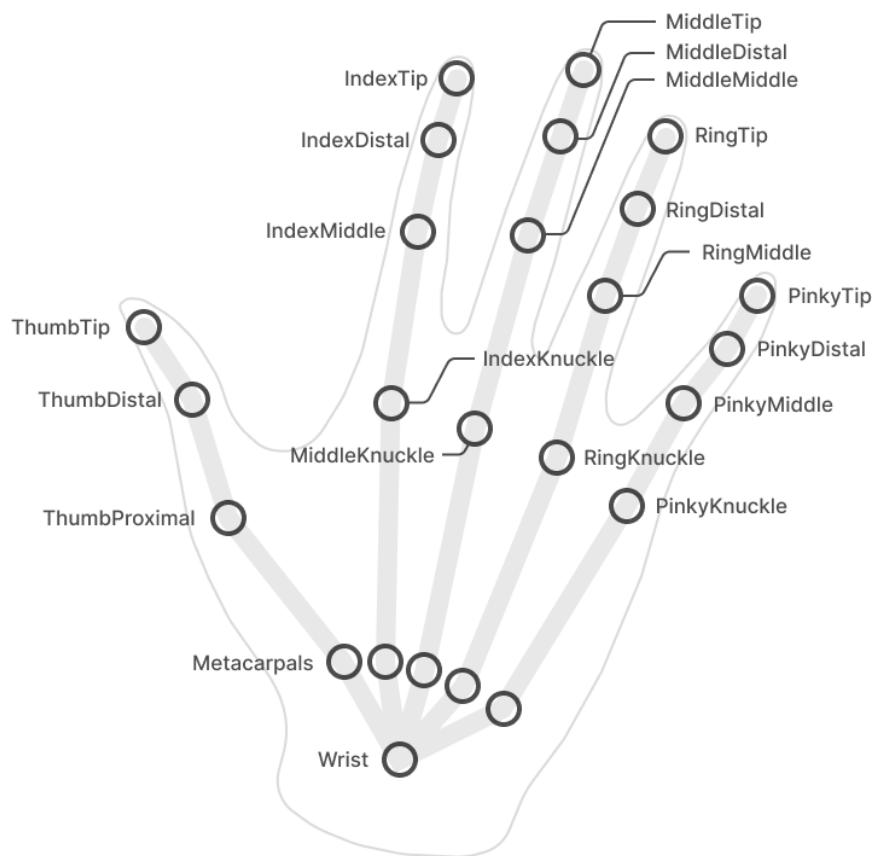 MiddleTip
MiddleDistal
IndexTip
MiddleMiddle
IndexDistal
RingTip
RingDistal
IndexMiddle
RingMiddle
PinkyTip
ThumbTip
PinkyDistal
IndexKnuckle
ThumbDistal
PinkyMiddle
MiddleKnuckle
RingKnuckle
PinkyKnuckle
ThumbProximal
Metacarpals
Wrist